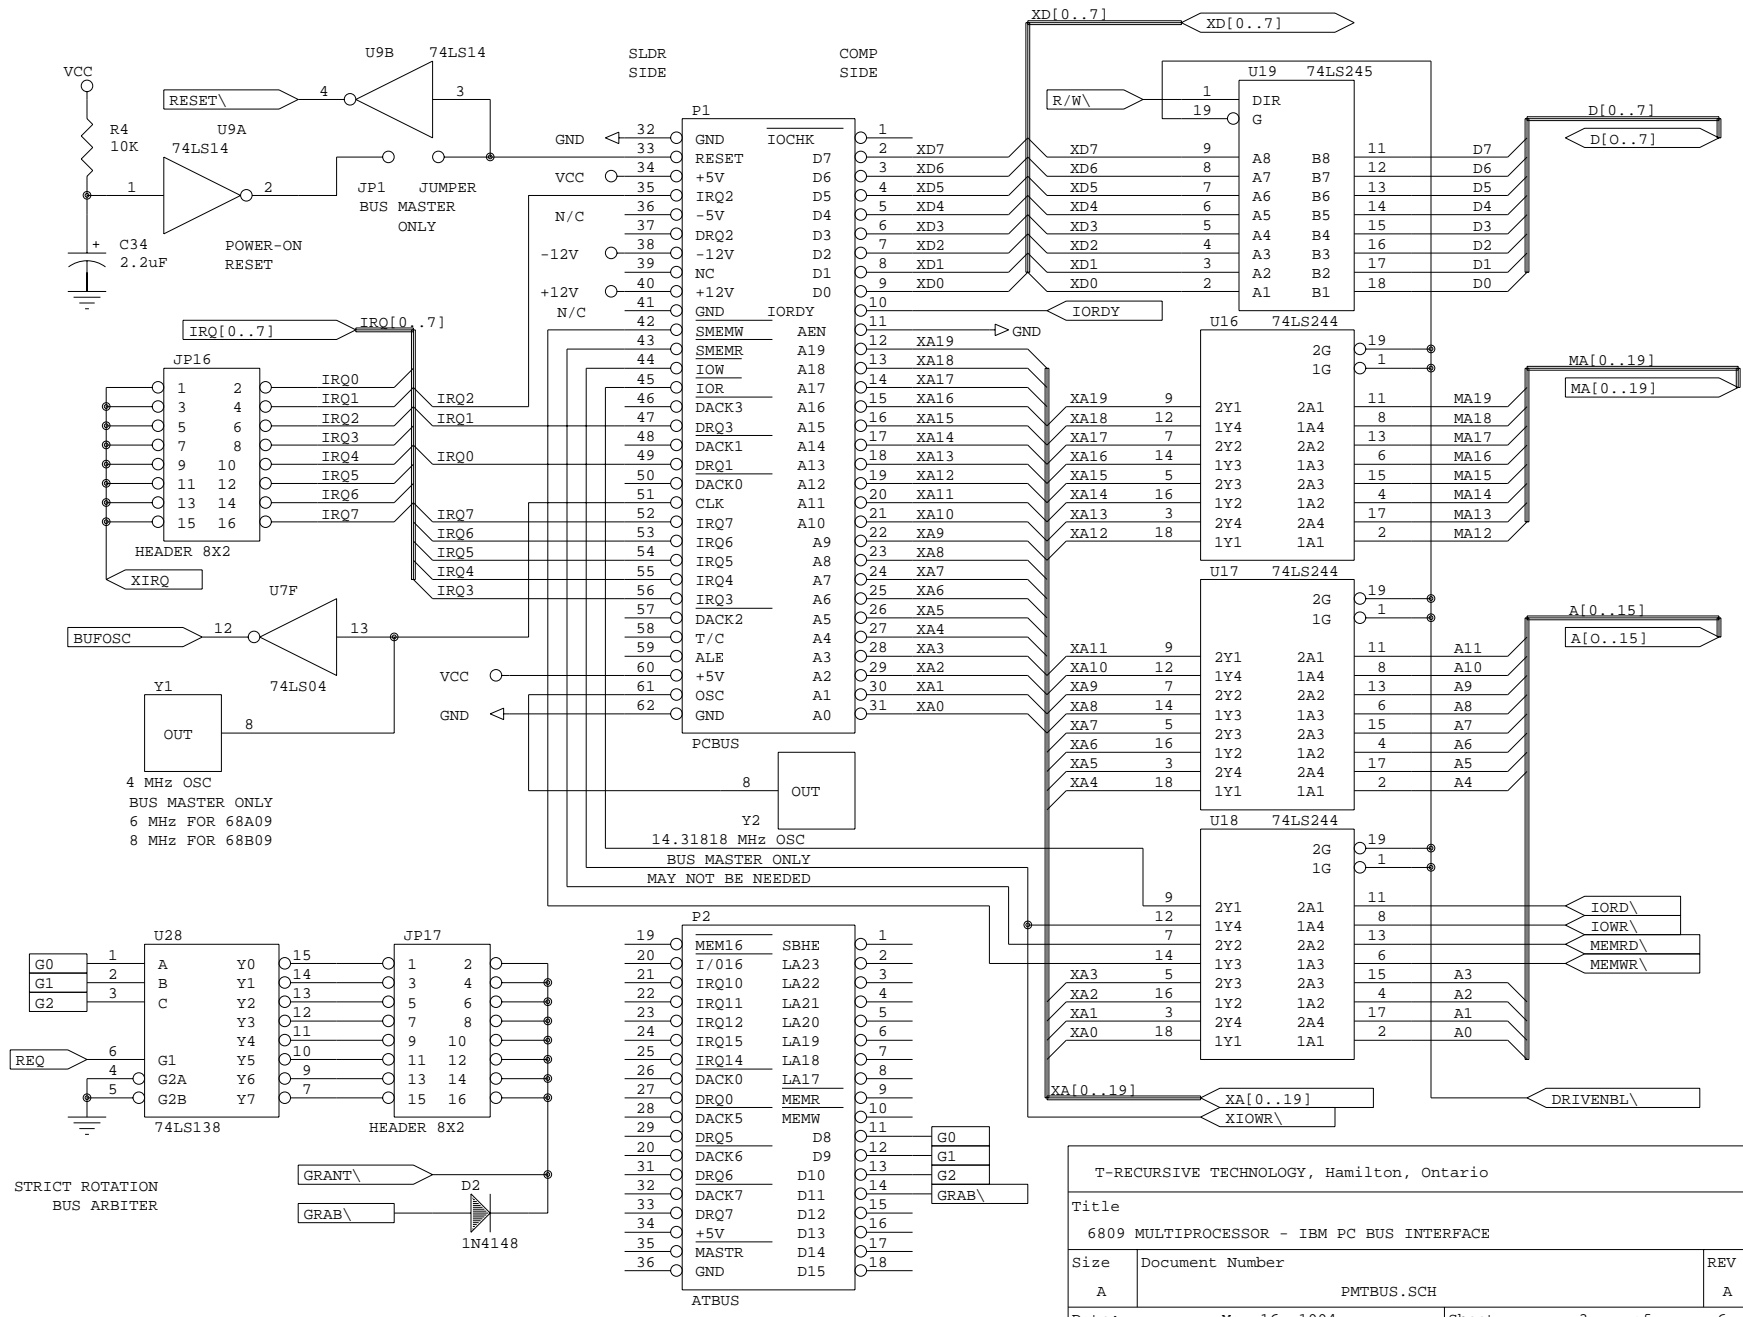 XD[0..7]
XD[0..7]
U9B 74LS14
SLDR SIDE
COMP SIDE
VCC
RESET\
4
3
U19 74LS245
R/W\
1 DIR
19 G
D[0..7]
D[O..7]
R4
10K
U9A
74LS14
1
2
JP1 JUMPER
BUS MASTER
ONLY
+ C34
2.2uF
POWER-ON
RESET
P1
GND 32 GND IOCHK 1
33 RESET D7 2 XD7 XD7 9 A8 B8 11 D7
VCC 34 +5V D6 3 XD6 XD6 8 A7 B7 12 D6
35 IRQ2 D5 4 XD5 XD5 7 A6 B6 13 D5
N/C 36 -5V D4 5 XD4 XD4 6 A5 B5 14 D4
37 DRQ2 D3 6 XD3 XD3 5 A4 B4 15 D3
-12V 38 -12V D2 7 XD2 XD2 4 A3 B3 16 D2
39 NC D1 8 XD1 XD1 3 A2 B2 17 D1
+12V 40 +12V D0 9 XD0 XD0 2 A1 B1 18 D0
N/C 41 GND IORDY 10 IORDY
42 SMEMW AEN 11 GND
43 SMEMR A19 12 XA19
44 IOW A18 13 XA18
45 IOR A17 14 XA17
46 DACK3 A16 15 XA16
47 DRQ3 A15 16 XA15
48 DACK1 A14 17 XA14
49 DRQ1 A13 18 XA13
50 DACK0 A12 19 XA12
51 CLK A11 20 XA11
52 IRQ7 A10 21 XA10
53 IRQ6 A9 22 XA9
54 IRQ5 A8 23 XA8
55 IRQ4 A7 24 XA7
56 IRQ3 A6 25 XA6
57 DACK2 A5 26 XA5
58 T/C A4 27 XA4
59 ALE A3 28 XA3
VCC 60 +5V A2 29 XA2
61 OSC A1 30 XA1
GND 62 GND A0 31 XA0
PCBUS
IRQ[0..7]
IRQ[0..7]
JP16
1 2 IRQ0
3 4 IRQ1
5 6 IRQ2
7 8 IRQ3
9 10 IRQ4
11 12 IRQ5
13 14 IRQ6
15 16 IRQ7
HEADER 8X2
XIRQ
IRQ2
IRQ1
IRQ0
IRQ7
IRQ6
IRQ5
IRQ4
IRQ3
U7F
BUFOSC
12
13
74LS04
Y1
OUT
8
4 MHz OSC
BUS MASTER ONLY
6 MHz FOR 68A09
8 MHz FOR 68B09
8
OUT
Y2
14.31818 MHz OSC
BUS MASTER ONLY
MAY NOT BE NEEDED
U16 74LS244
2G 19
1G 1
MA[0..19]
MA[0..19]
XA19 9 2Y1 2A1 11 MA19
XA18 12 1Y4 1A4 8 MA18
XA17 7 2Y2 2A2 13 MA17
XA16 14 1Y3 1A3 6 MA16
XA15 5 2Y3 2A3 15 MA15
XA14 16 1Y2 1A2 4 MA14
XA13 3 2Y4 2A4 17 MA13
XA12 18 1Y1 1A1 2 MA12
U17 74LS244
2G 19
1G 1
A[0..15]
A[O..15]
XA11 9 2Y1 2A1 11 A11
XA10 12 1Y4 1A4 8 A10
XA9 7 2Y2 2A2 13 A9
XA8 14 1Y3 1A3 6 A8
XA7 5 2Y3 2A3 15 A7
XA6 16 1Y2 1A2 4 A6
XA5 3 2Y4 2A4 17 A5
XA4 18 1Y1 1A1 2 A4
U18 74LS244
2G 19
1G 1
9 2Y1 2A1 11 IORD\
12 1Y4 1A4 8 IOWR\
7 2Y2 2A2 13 MEMRD\
14 1Y3 1A3 6 MEMWR\
XA3 5 2Y3 2A3 15 A3
XA2 16 1Y2 1A2 4 A2
XA1 3 2Y4 2A4 17 A1
XA0 18 1Y1 1A1 2 A0
XA[0..19]
XA[0..19]
XIOWR\
DRIVENBL\
U28
G0 1 A Y0 15
G1 2 B Y1 14
G2 3 C Y2 13
Y3 12
Y4 11
REQ 6 G1 Y5 10
4 G2A Y6 9
5 G2B Y7 7
74LS138
JP17
1 2
3 4
5 6
7 8
9 10
11 12
13 14
15 16
HEADER 8X2
STRICT ROTATION
BUS ARBITER
GRANT\
GRAB\
D2
1N4148
P2
19 MEM16 SBHE 1
20 I/016 LA23 2
21 IRQ10 LA22 3
22 IRQ11 LA21 4
23 IRQ12 LA20 5
24 IRQ15 LA19 6
25 IRQ14 LA18 7
26 DACK0 LA17 8
27 DRQ0 MEMR 9
28 DACK5 MEMW 10
29 DRQ5 D8 11 G0
20 DACK6 D9 12 G1
31 DRQ6 D10 13 G2
32 DACK7 D11 14 GRAB\
33 DRQ7 D12 15
34 +5V D13 16
35 MASTR D14 17
36 GND D15 18
ATBUS
T-RECURSIVE TECHNOLOGY, Hamilton, Ontario
Title
6809 MULTIPROCESSOR - IBM PC BUS INTERFACE
Size Document Number REV
A PMTBUS.SCH A